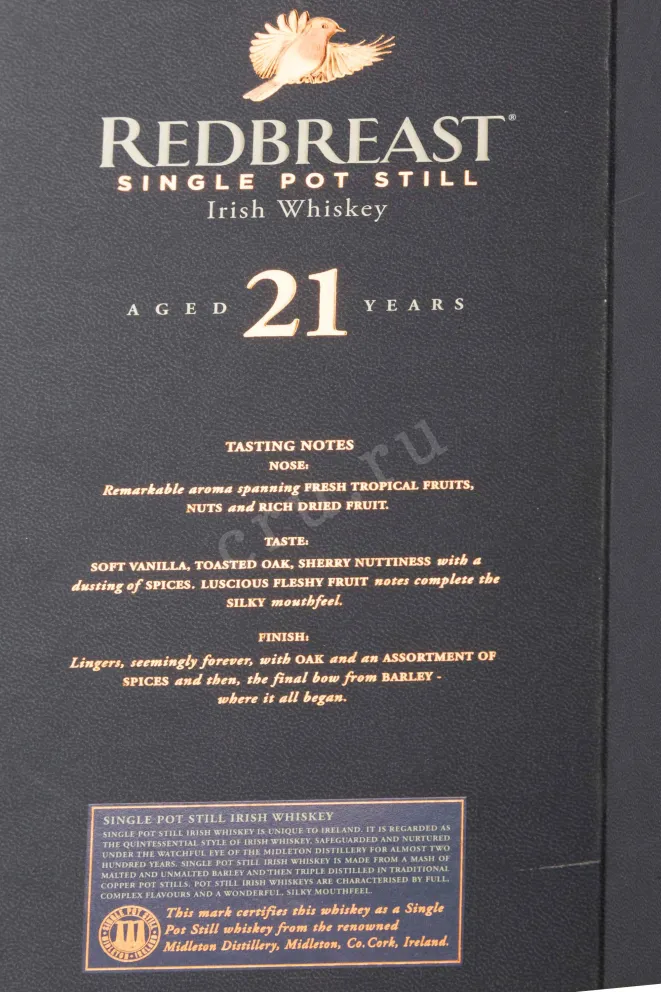 REDBREAST®
SINGLE POT STILL
Irish Whiskey
AGED 21 YEARS
TASTING NOTES
NOSE:
Remarkable aroma spanning FRESH TROPICAL FRUITS,
NUTS and RICH DRIED FRUIT.
TASTE:
SOFT VANILLA, TOASTED OAK, SHERRY NUTTINESS with a
dusting of SPICES. LUSCIOUS FLESHY FRUIT notes complete the
SILKY mouthfeel.
FINISH:
Lingers, seemingly forever, with OAK and an ASSORTMENT OF
SPICES and then, the final bow from BARLEY -
where it all began.
cru.ru
SINGLE POT STILL IRISH WHISKEY
SINGLE POT STILL IRISH WHISKEY IS UNIQUE TO IRELAND. IT IS REGARDED AS
THE QUINTESSENTIAL STYLE OF IRISH WHISKEY, SAFEGUARDED AND NURTURED
UNDER THE WATCHFUL EYE OF THE MIDLETON DISTILLERY FOR ALMOST TWO
HUNDRED YEARS. SINGLE POT STILL IRISH WHISKEY IS MADE FROM A MASH OF
MALTED AND UNMALTED BARLEY AND THEN TRIPLE DISTILLED IN TRADITIONAL
COPPER POT STILLS. POT STILL IRISH WHISKEYS ARE CHARACTERISED BY FULL,
COMPLEX FLAVOURS AND A WONDERFUL, SILKY MOUTHFEEL.
SINGLE POT STILL
MIDLETON · IRELAND
This mark certifies this whiskey as a Single
Pot Still whiskey from the renowned
Midleton Distillery, Midleton, Co. Cork, Ireland.